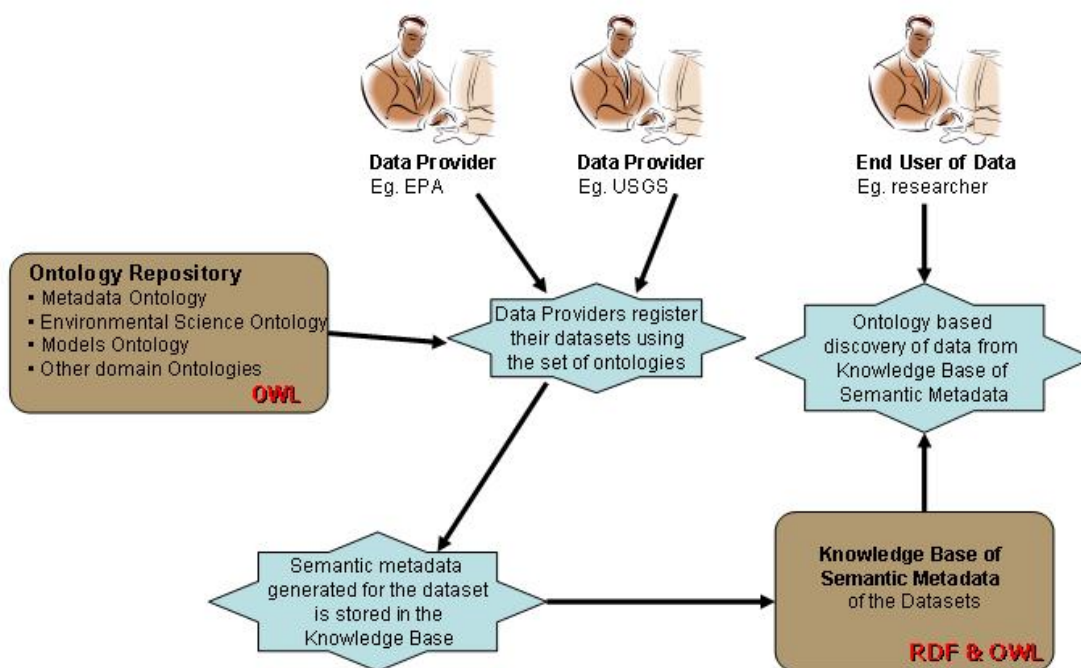 Data Provider
Eg. EPA
Data Provider
Eg. USGS
End User of Data
Eg. researcher
Ontology Repository
▪ Metadata Ontology
▪ Environmental Science Ontology
▪ Models Ontology
▪ Other domain Ontologies
OWL
Data Providers register
their datasets using
the set of ontologies
Ontology based
discovery of data from
Knowledge Base of
Semantic Metadata
Semantic metadata
generated for the dataset
is stored in the
Knowledge Base
Knowledge Base of
Semantic Metadata
of the Datasets
RDF & OWL